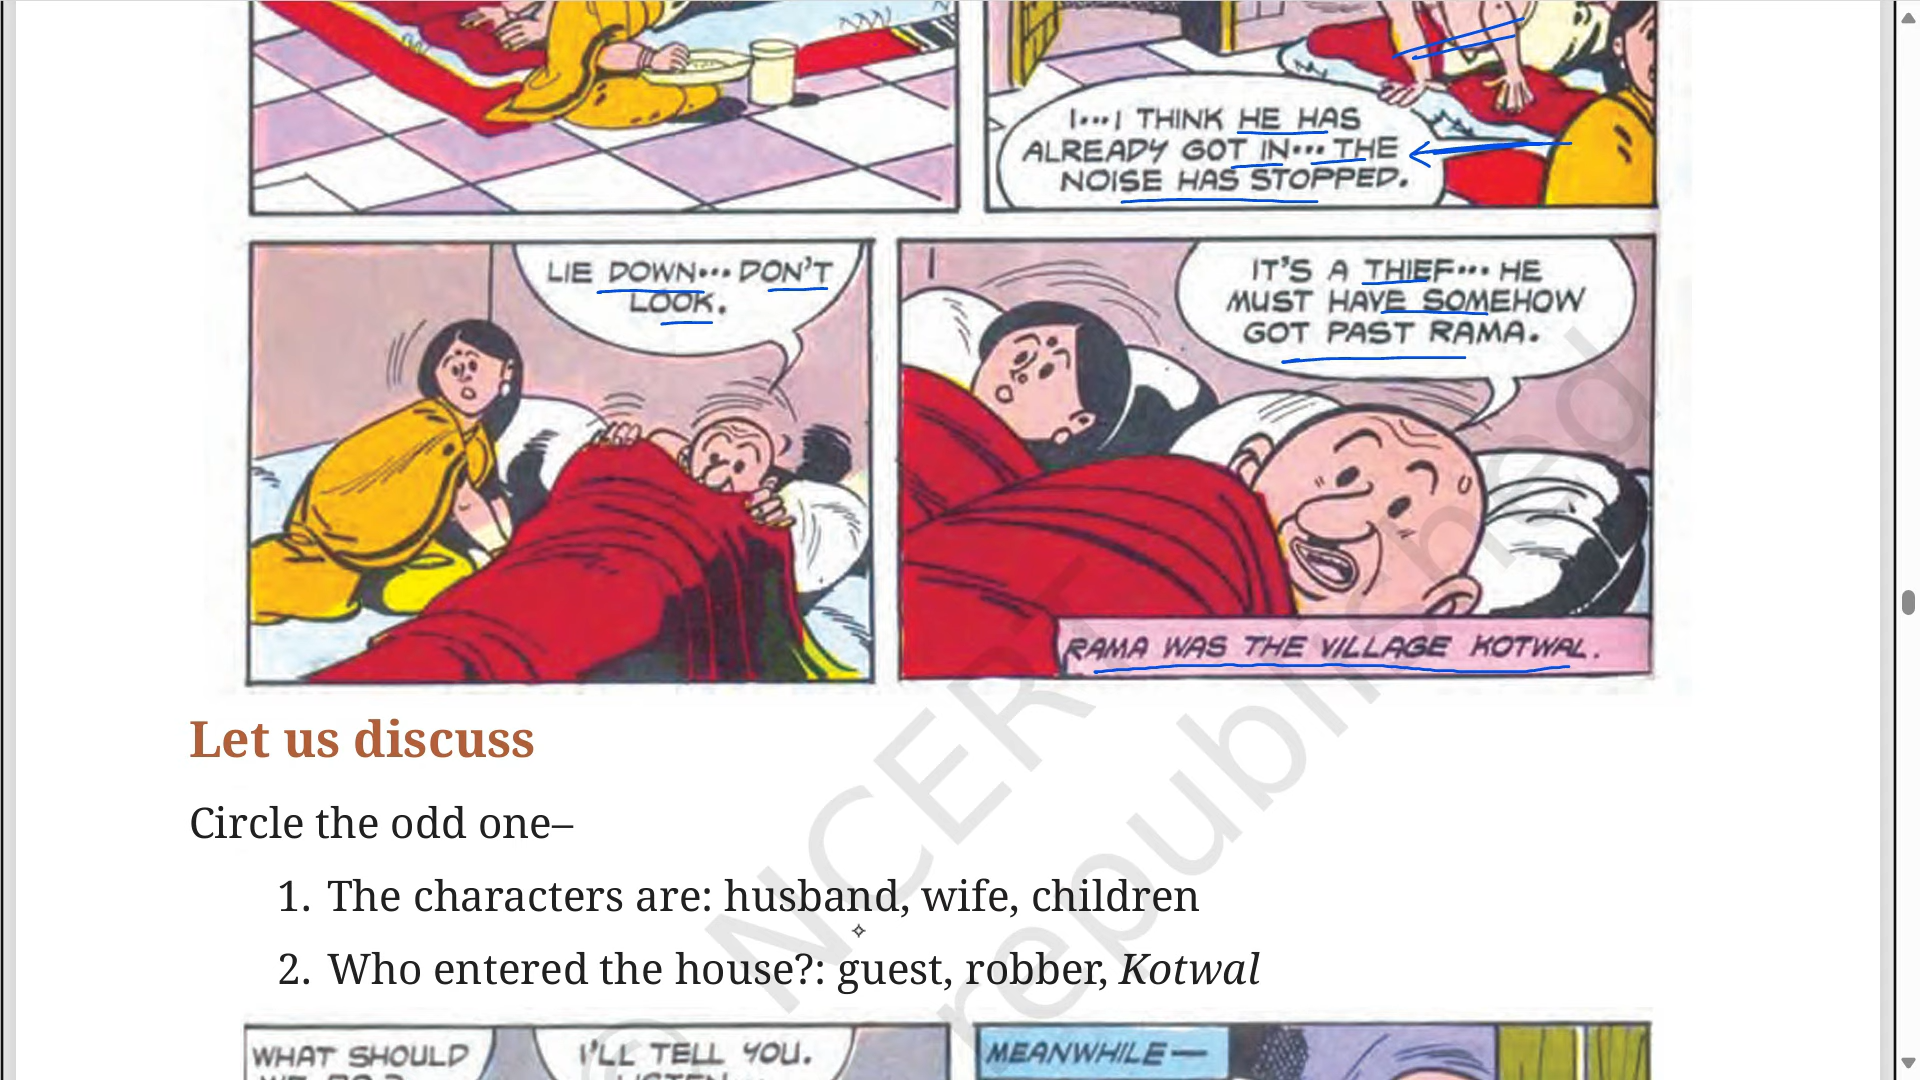 I...I THINK HE HAS
ALREADY GOT IN... THE
NOISE HAS STOPPED.
LIE DOWN... DON'T
LOOK.
IT'S A THIEF... HE
MUST HAVE SOMEHOW
GOT PAST RAMA.
RAMA WAS THE VILLAGE KOTWAL.
Let us discuss
Circle the odd one–
1. The characters are: husband, wife, children
2. Who entered the house?: guest, robber, Kotwal
WHAT SHOULD
I'LL TELL YOU.
MEANWHILE—
© NCERT
republished